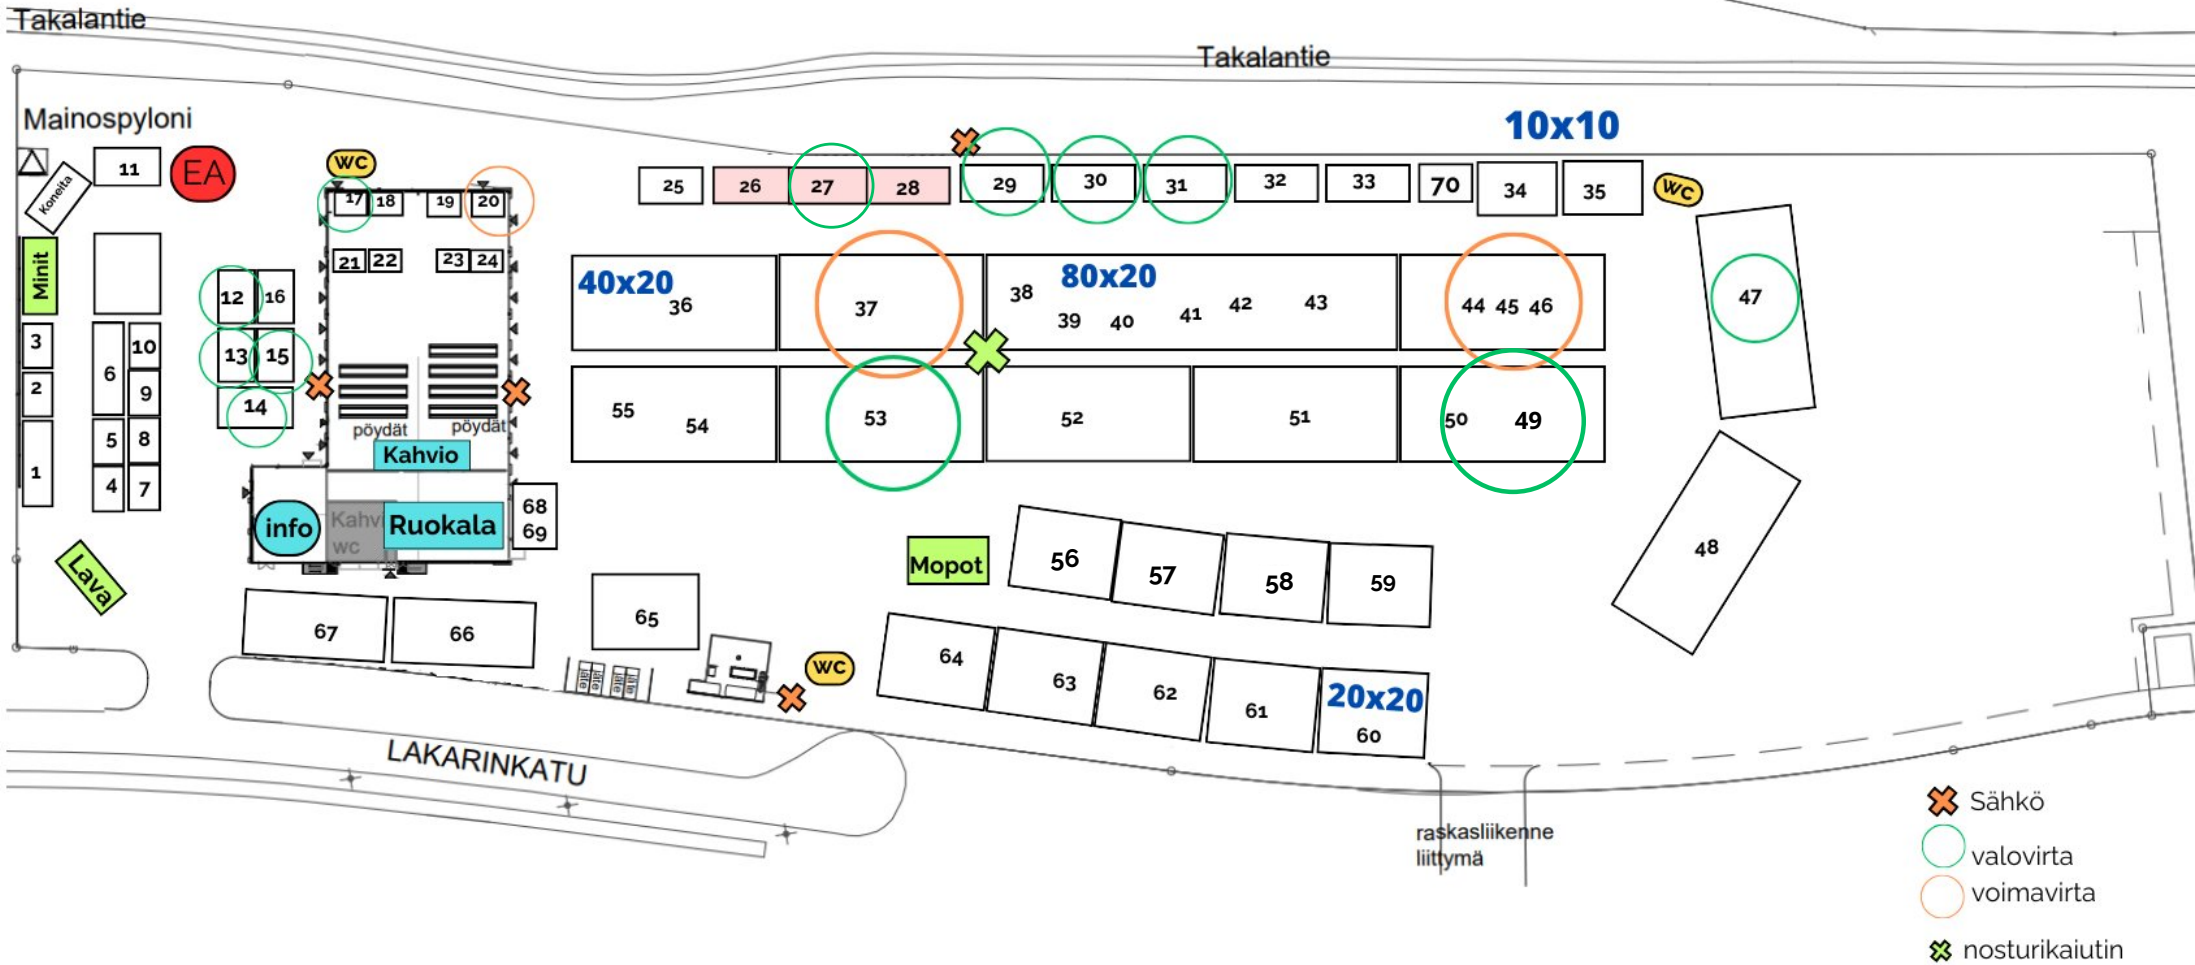 Takalantie
Takalantie
Mainospyloni
10x10
11
EA
WC
Koneita
17 18 19 20
25 26 27 28 29 30 31 32 33 70 34 35
WC
Minit
21 22 23 24
12 16
40x20
36
37
38
80x20
39 40 41 42 43
44 45 46
47
3
10
13 15
6
2
9
14
5 8
pöydät pöydät
Kahvio
55
54
53
52
51
50 49
1
4 7
info
Kahvi
wc
Ruokala
68
69
48
Lava
Mopot
56
57
58
59
67
66
65
64
63
62
61
20x20
60
WC
jäte jäte jäte jäte
LAKARINKATU
raskasliikenne
liittymä
Sähkö
valovirta
voimavirta
nosturikaiutin